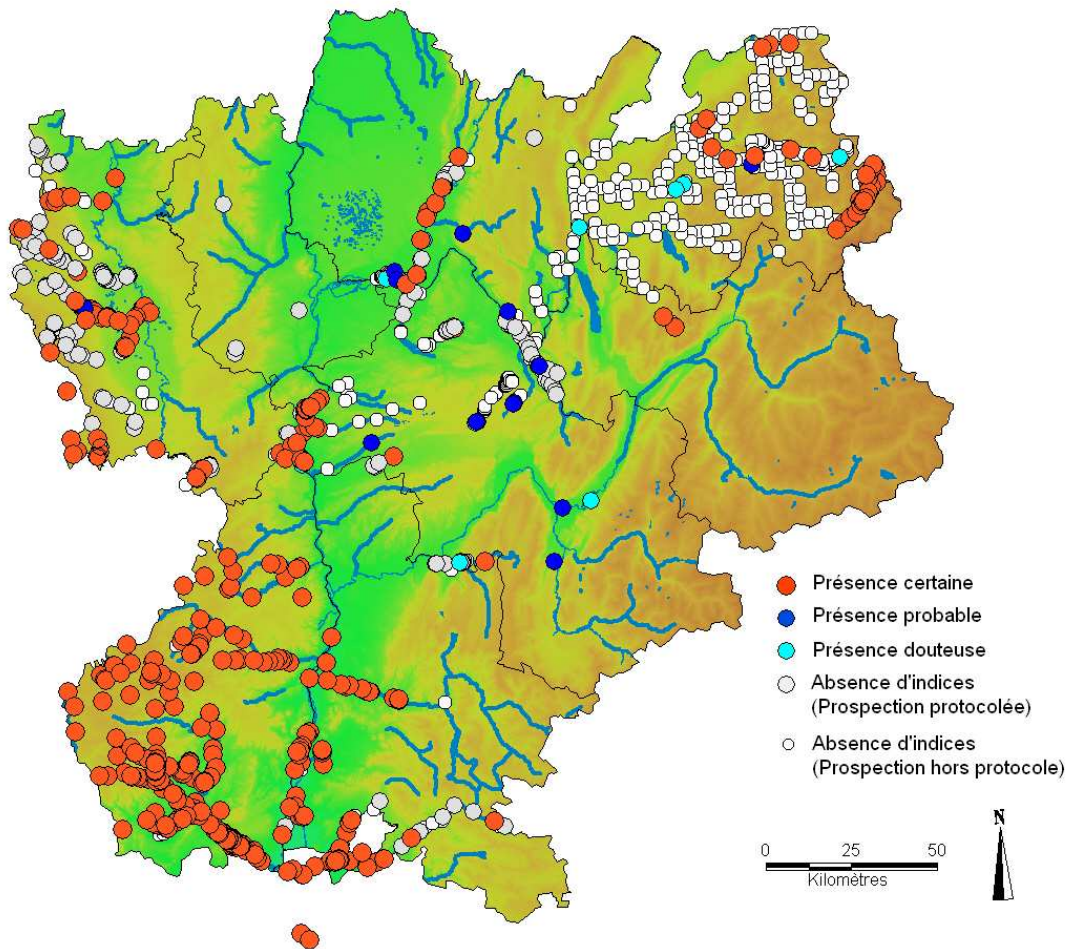 Présence certaine
Présence probable
Présence douteuse
Absence d'indices
(Prospection protocolée)
Absence d'indices
(Prospection hors protocole)
N
0 25 50
Kilomètres